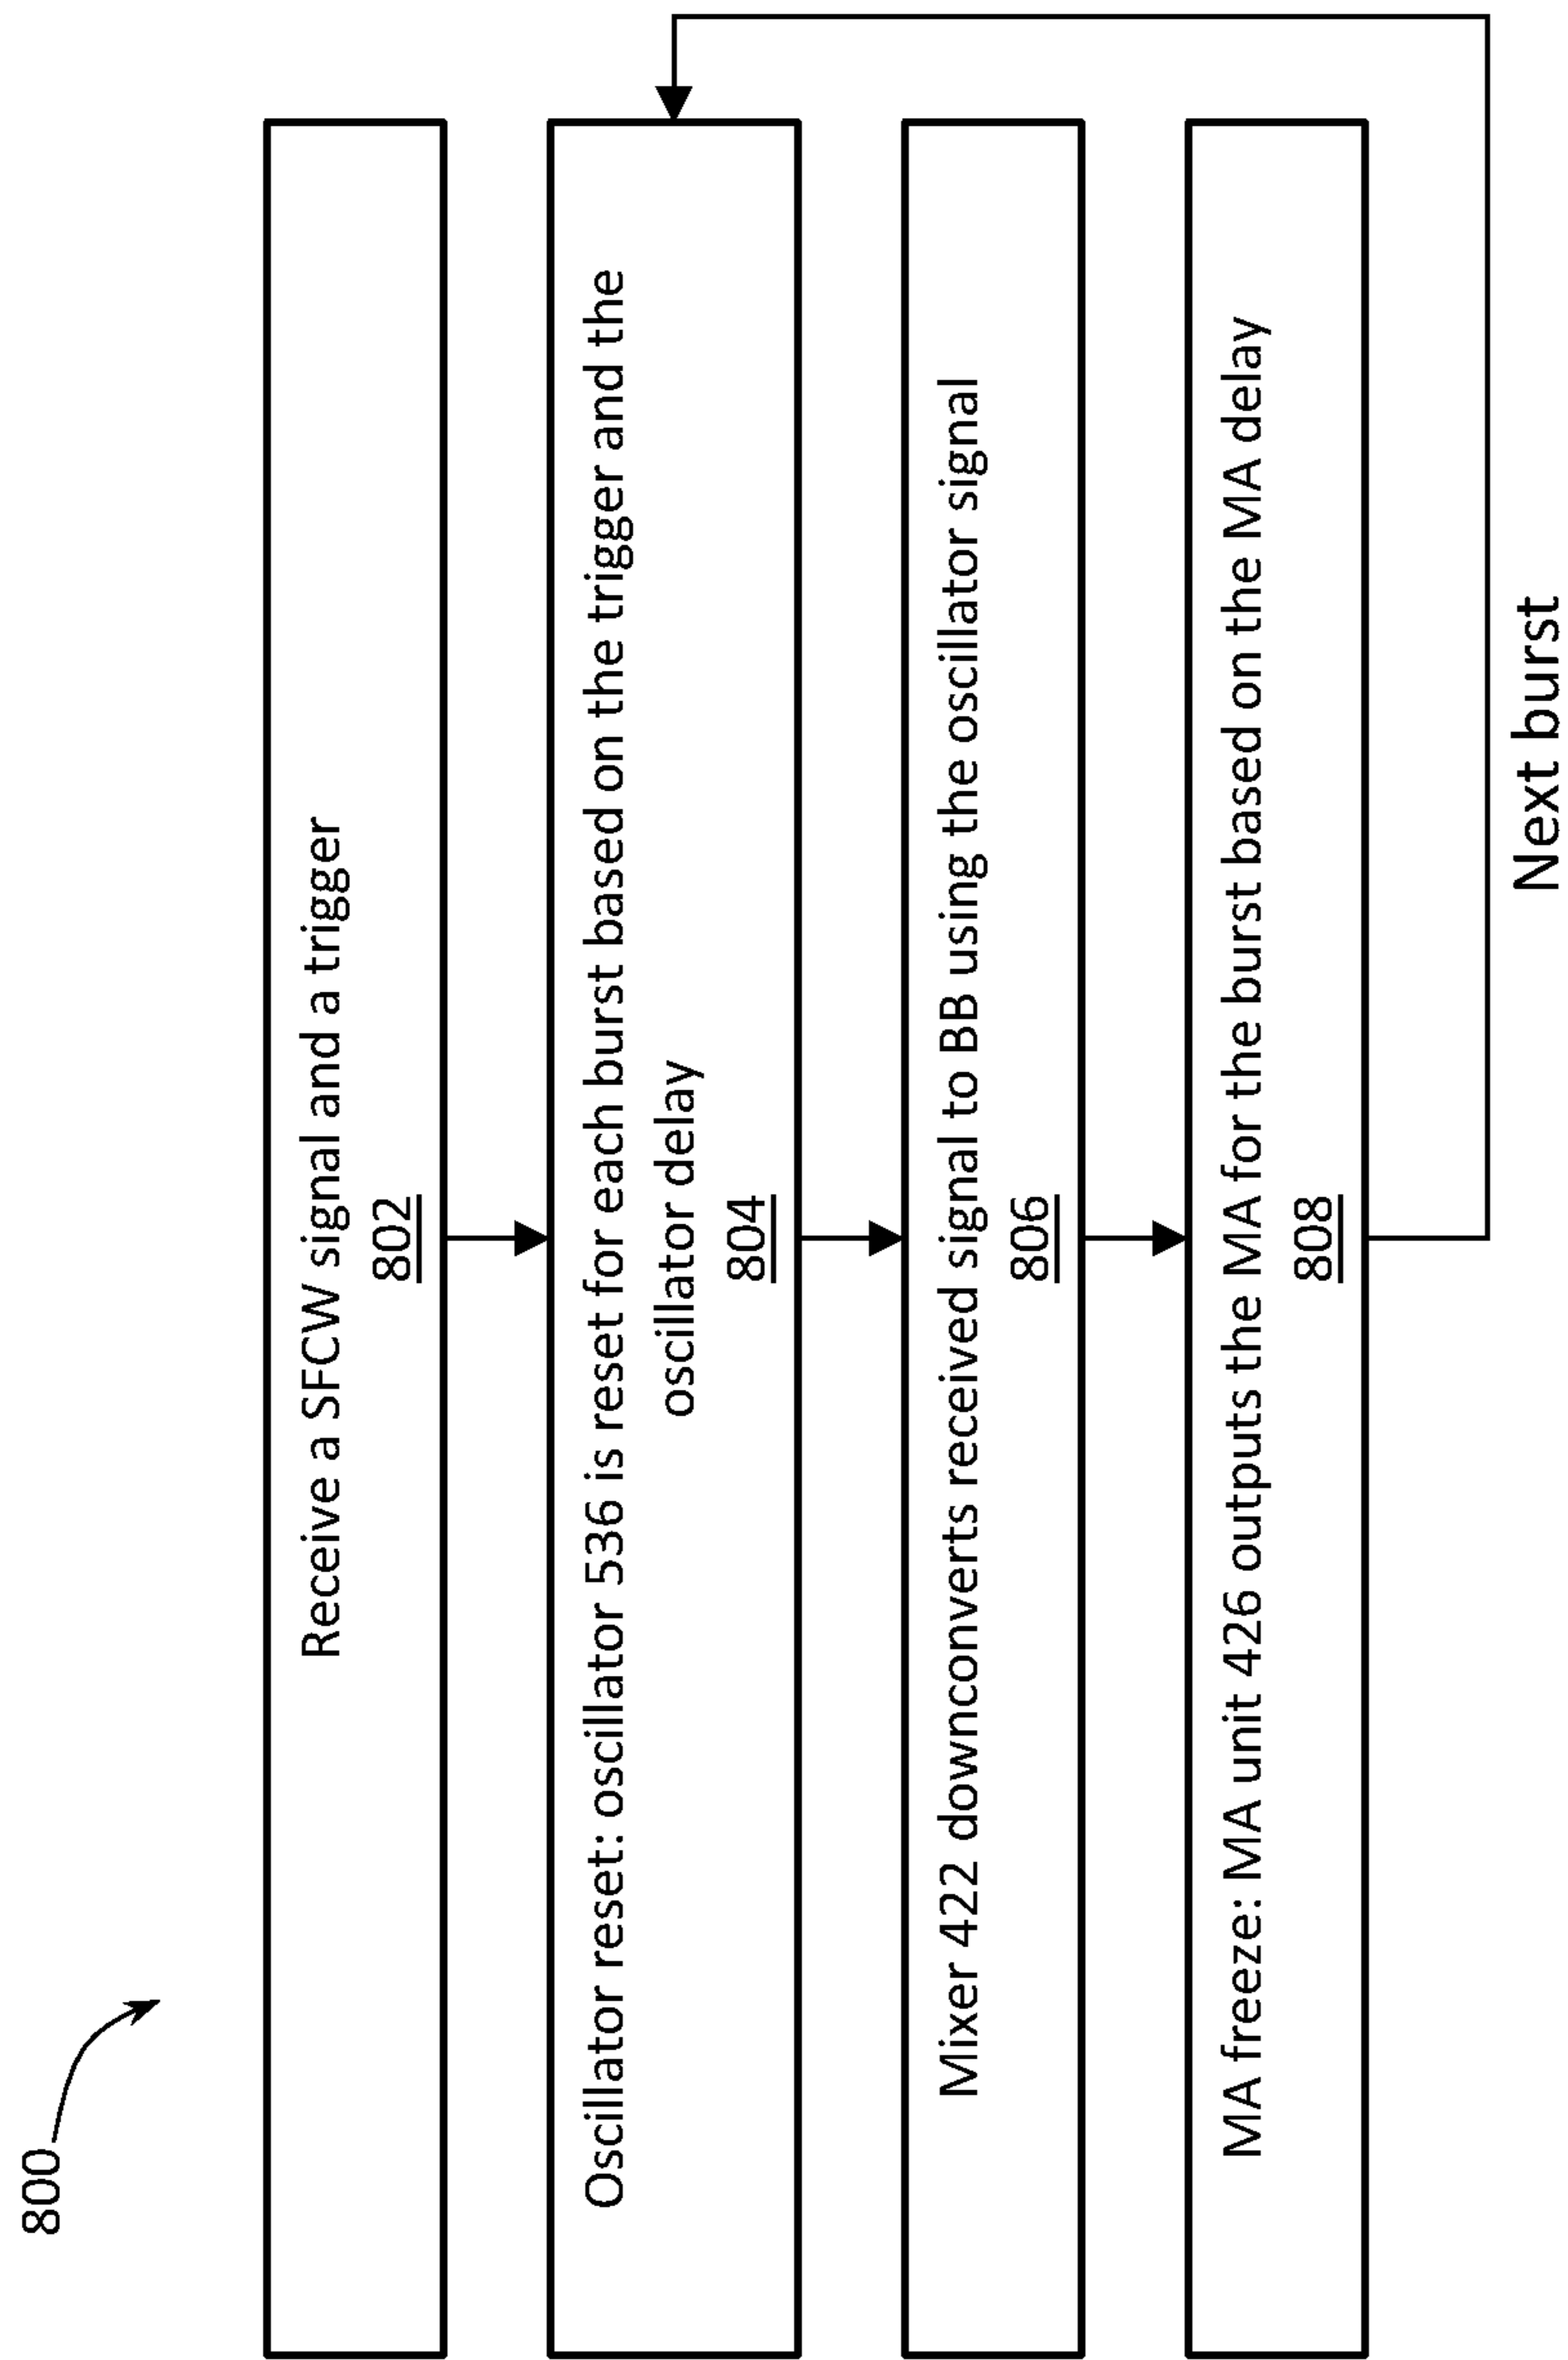 800
Receive a SFCW signal and a trigger
802
Oscillator reset: oscillator 536 is reset for each burst based on the trigger and the
oscillator delay
804
Mixer 422 downconverts received signal to BB using the oscillator signal
806
MA freeze: MA unit 426 outputs the MA for the burst based on the MA delay
808
Next burst